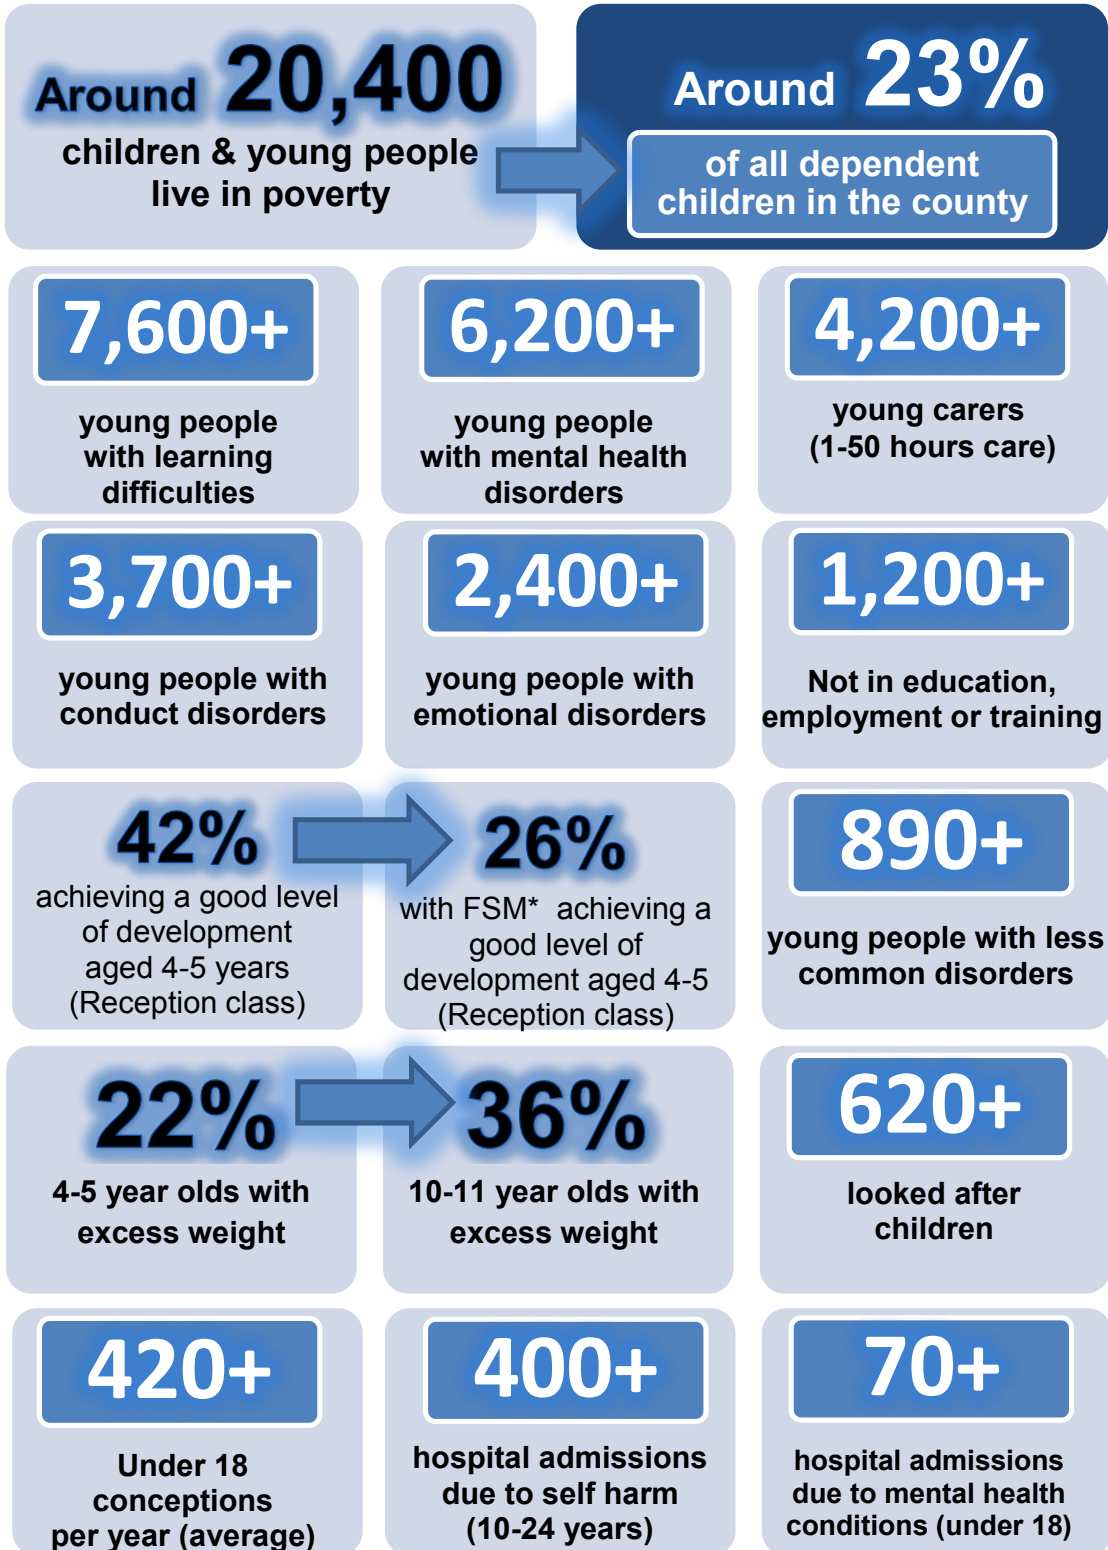 Around 20,400
children & young people
live in poverty
Around 23%
of all dependent
children in the county
7,600+
young people
with learning
difficulties
6,200+
young people
with mental health
disorders
4,200+
young carers
(1-50 hours care)
3,700+
young people with
conduct disorders
2,400+
young people with
emotional disorders
1,200+
Not in education,
employment or training
42%
achieving a good level
of development
aged 4-5 years
(Reception class)
26%
with FSM* achieving a
good level of
development aged 4-5
(Reception class)
890+
young people with less
common disorders
22%
4-5 year olds with
excess weight
36%
10-11 year olds with
excess weight
620+
looked after
children
420+
Under 18
conceptions
per year (average)
400+
hospital admissions
due to self harm
(10-24 years)
70+
hospital admissions
due to mental health
conditions (under 18)